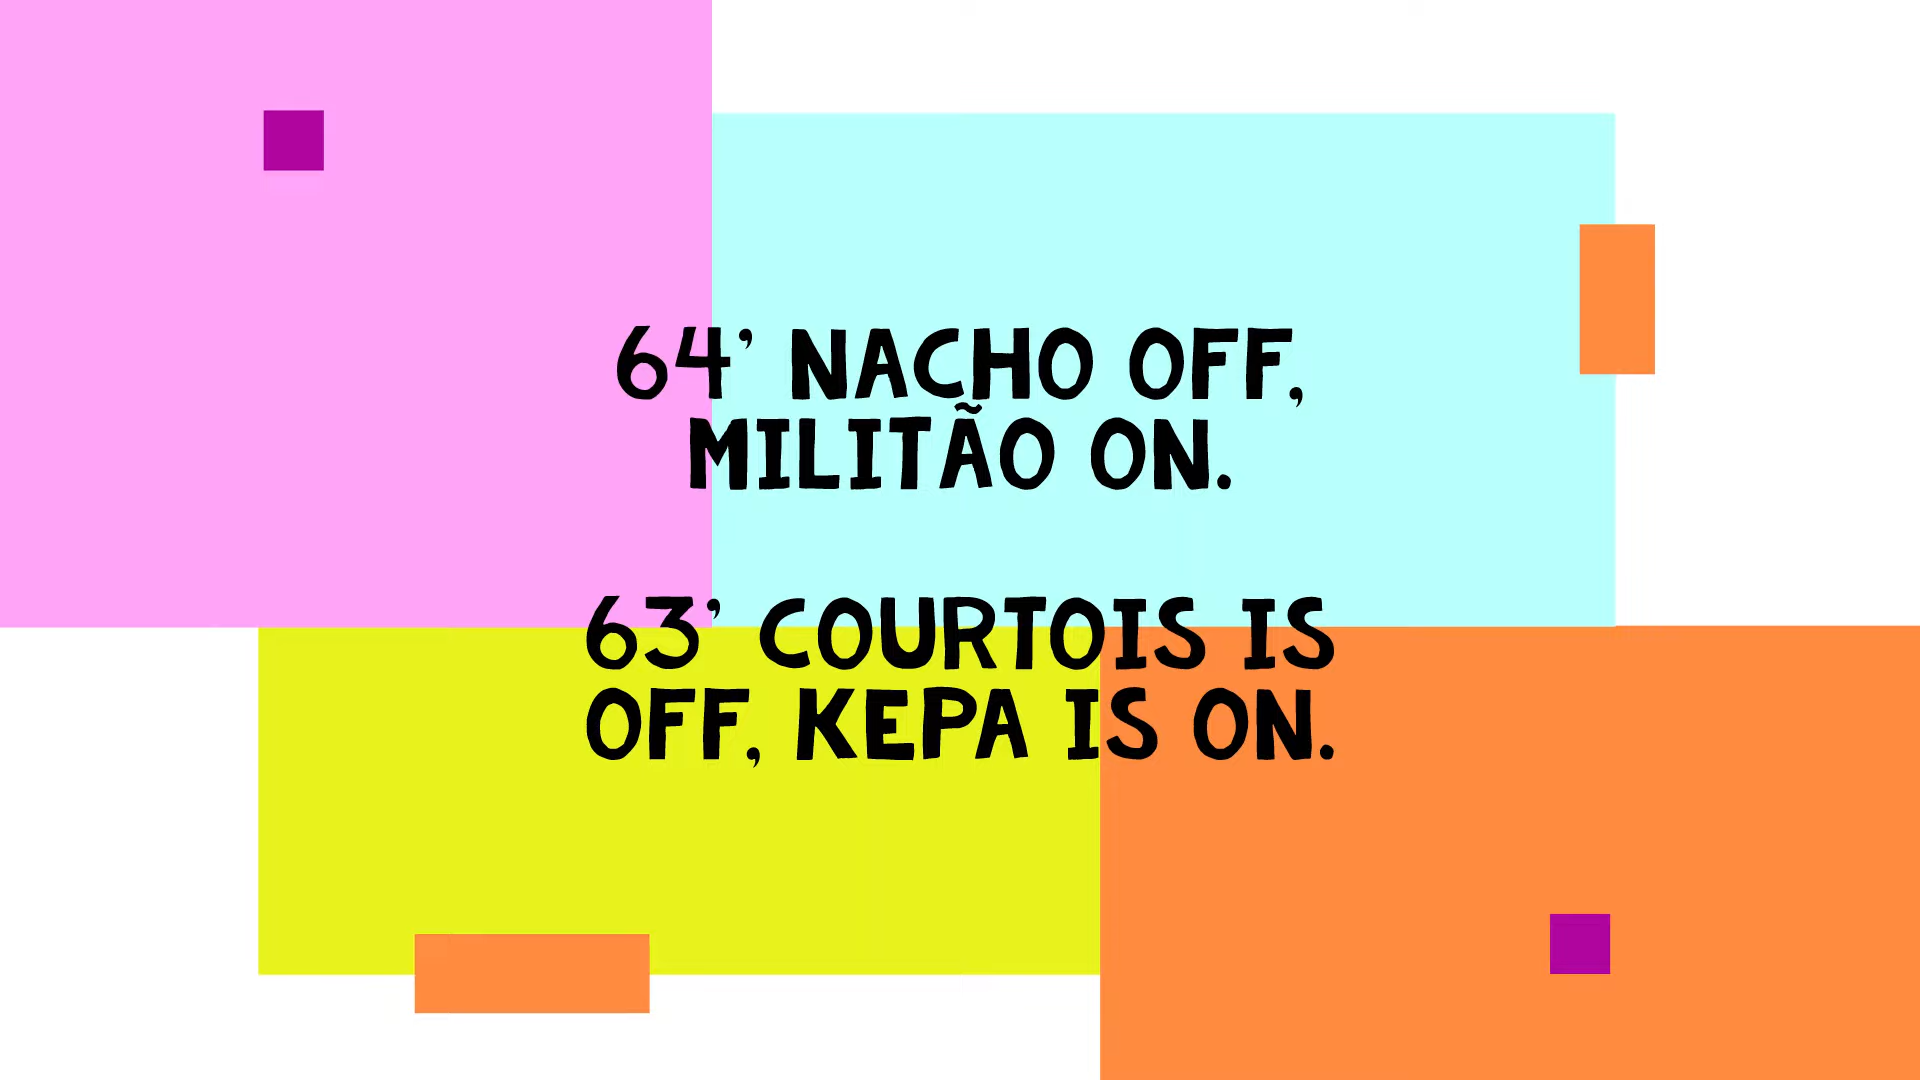 64’ NACHO OFF,
MILITÃO ON.
63’ COURTOIS IS
OFF, KEPA IS ON.